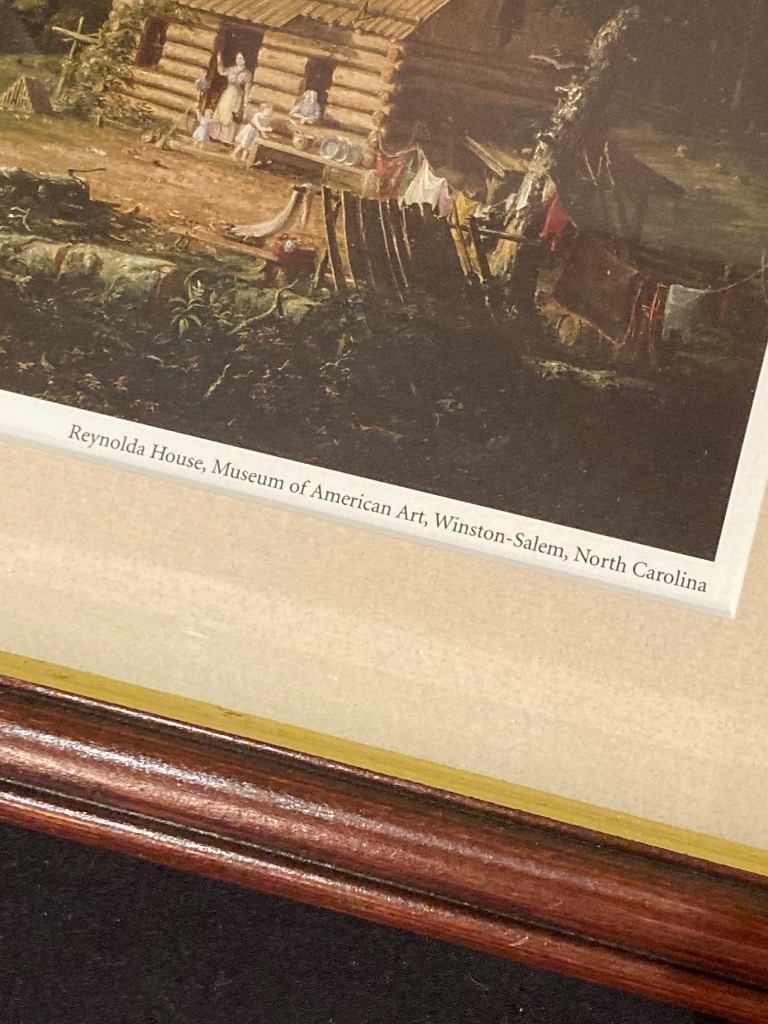 Reynolda House, Museum of American Art, Winston-Salem, North Carolina